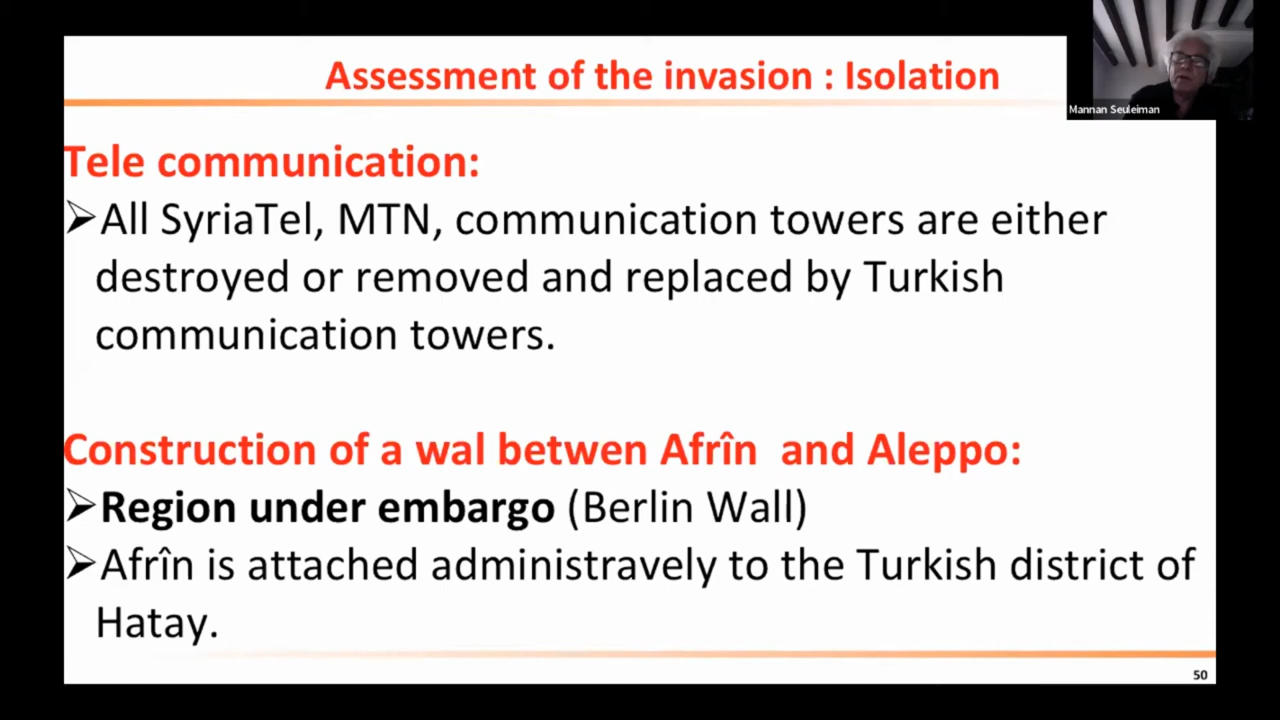 Assessment of the invasion : Isolation
Mannan Seuleiman
Tele communication:
➢All SyriaTel, MTN, communication towers are either
destroyed or removed and replaced by Turkish
communication towers.
Construction of a wal betwen Afrîn and Aleppo:
➢Region under embargo (Berlin Wall)
➢Afrîn is attached administravely to the Turkish district of
Hatay.
50